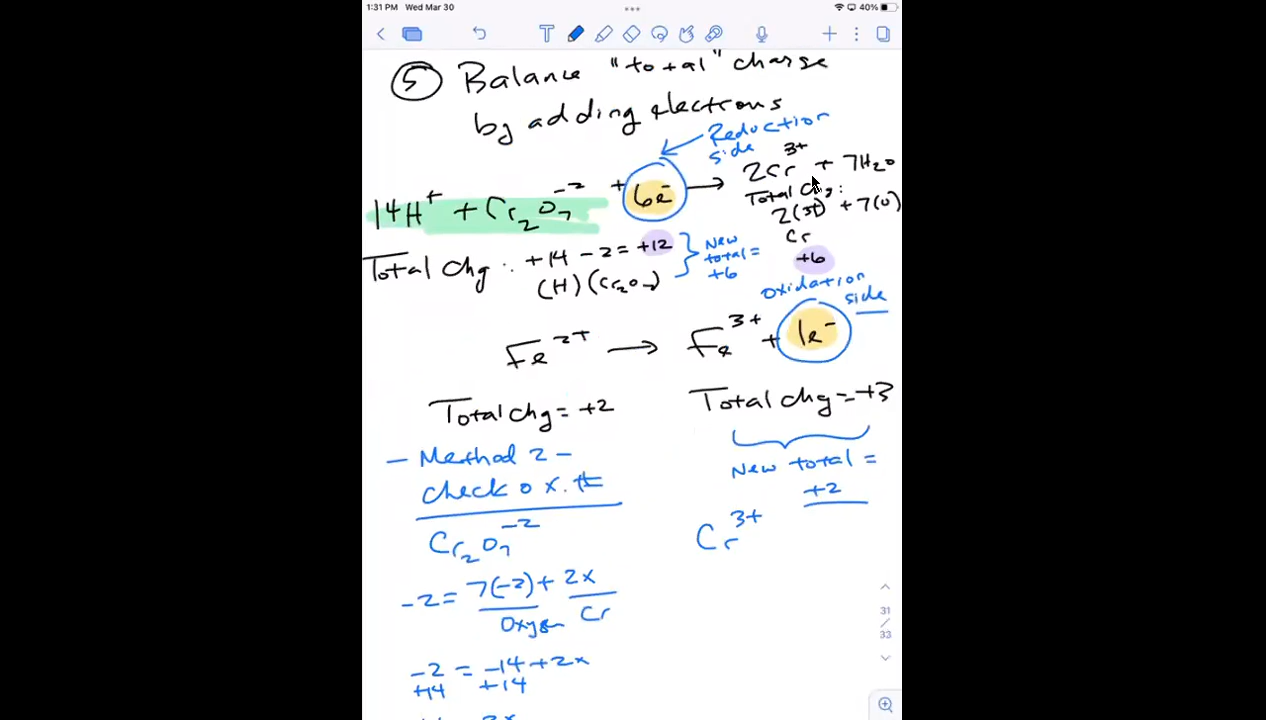 1:31 PM Wed Mar 30
40%
5 Balance "total" charge
by adding electrons
Reduction
side
14H⁺ + Cr₂O₇⁻² + 6e⁻ → 2Cr³⁺ + 7H₂O
Total Chg:
2(3+) + 7(0)
Cr
+6
Total Chg: +14 - 2 = +12
(H) (Cr₂O₇)
New
total =
+6
oxidation
side
Fe²⁺ → Fe³⁺ + 1e⁻
Total chg = +2
Total chg = +3
New total =
+2
- Method 2 -
check ox. #
Cr₂O₇⁻²
Cr³⁺
-2 = 7(-2) + 2x
Oxygen Cr
-2 = -14 + 2x
+14 +14
2x
31
/
33